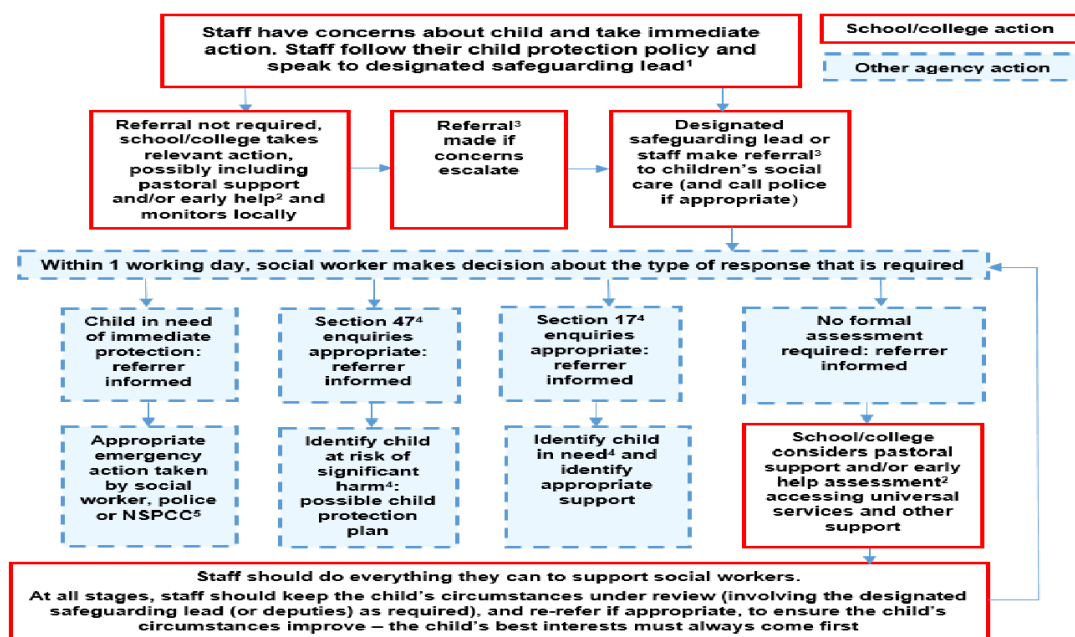 Staff have concerns about child and take immediate
action. Staff follow their child protection policy and
speak to designated safeguarding lead¹
School/college action
Other agency action
Referral not required,
school/college takes
relevant action,
possibly including
pastoral support
and/or early help² and
monitors locally
Referral³
made if
concerns
escalate
Designated
safeguarding lead or
staff make referral³
to children’s social
care (and call police
if appropriate)
Within 1 working day, social worker makes decision about the type of response that is required
Child in need
of immediate
protection:
referrer
informed
Section 47⁴
enquiries
appropriate:
referrer
informed
Section 17⁴
enquiries
appropriate:
referrer
informed
No formal
assessment
required: referrer
informed
Appropriate
emergency
action taken
by social
worker, police
or NSPCC⁵
Identify child
at risk of
significant
harm⁴:
possible child
protection
plan
Identify child
in need⁴ and
identify
appropriate
support
School/college
considers pastoral
support and/or early
help assessment²
accessing universal
services and other
support
Staff should do everything they can to support social workers.
At all stages, staff should keep the child’s circumstances under review (involving the designated
safeguarding lead (or deputies) as required), and re-refer if appropriate, to ensure the child’s
circumstances improve – the child’s best interests must always come first